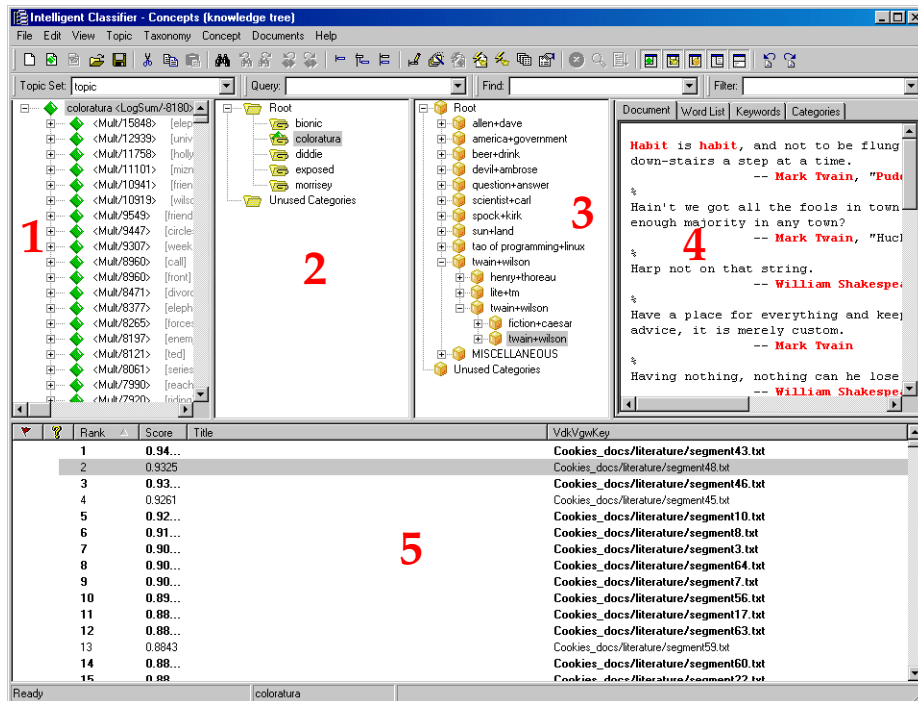 Intelligent Classifier - Concepts (knowledge tree)
File Edit View Topic Taxonomy Concept Documents Help
Topic Set: topic Query: Find: Filter:
coloratura <LogSum/-8180>
<Mult/15848> [elep
<Mult/12939> [univ
<Mult/11758> [holly
<Mult/11101> [mizn
<Mult/10941> [frien
<Mult/10919> [wilso
<Mult/9549> [friend
<Mult/9447> [circle
<Mult/9307> [week
<Mult/8960> [call]
<Mult/8960> [front]
<Mult/8471> [divorc
<Mult/8377> [eleph
<Mult/8265> [forces
<Mult/8197> [enem
<Mult/8121> [ted]
<Mult/8061> [series
<Mult/7990> [reach
<Mult/7920> [riding
1
Root
bionic
coloratura
diddie
exposed
morrisey
Unused Categories
2
Root
allen+dave
america+government
beer+drink
devil+ambrose
question+answer
scientist+carl
spock+kirk
sun+land
tao of programming+linux
twain+wilson
henry+thoreau
lite+tm
twain+wilson
fiction+caesar
twain+wilson
MISCELLANEOUS
Unused Categories
3
Document Word List Keywords Categories
Habit is habit, and not to be flung
down-stairs a step at a time.
-- Mark Twain, "Pudd
%
Hain't we got all the fools in town
enough majority in any town?
-- Mark Twain, "Huck
%
Harp not on that string.
-- William Shakespea
%
Have a place for everything and keep
advice, it is merely custom.
-- Mark Twain
%
Having nothing, nothing can he lose
-- William Shakespea
4
Rank Score Title VdkVgwKey
1 0.94... Cookies_docs/literature/segment43.txt
2 0.9325 Cookies_docs/literature/segment48.txt
3 0.93... Cookies_docs/literature/segment46.txt
4 0.9261 Cookies_docs/literature/segment45.txt
5 0.92... Cookies_docs/literature/segment10.txt
6 0.91... Cookies_docs/literature/segment8.txt
7 0.90... Cookies_docs/literature/segment3.txt
8 0.90... Cookies_docs/literature/segment64.txt
9 0.90... Cookies_docs/literature/segment7.txt
10 0.89... Cookies_docs/literature/segment56.txt
11 0.88... Cookies_docs/literature/segment17.txt
12 0.88... Cookies_docs/literature/segment63.txt
13 0.8843 Cookies_docs/literature/segment59.txt
14 0.88... Cookies_docs/literature/segment60.txt
15 0.88 Cookies_docs/literature/segment22.txt
5
Ready coloratura